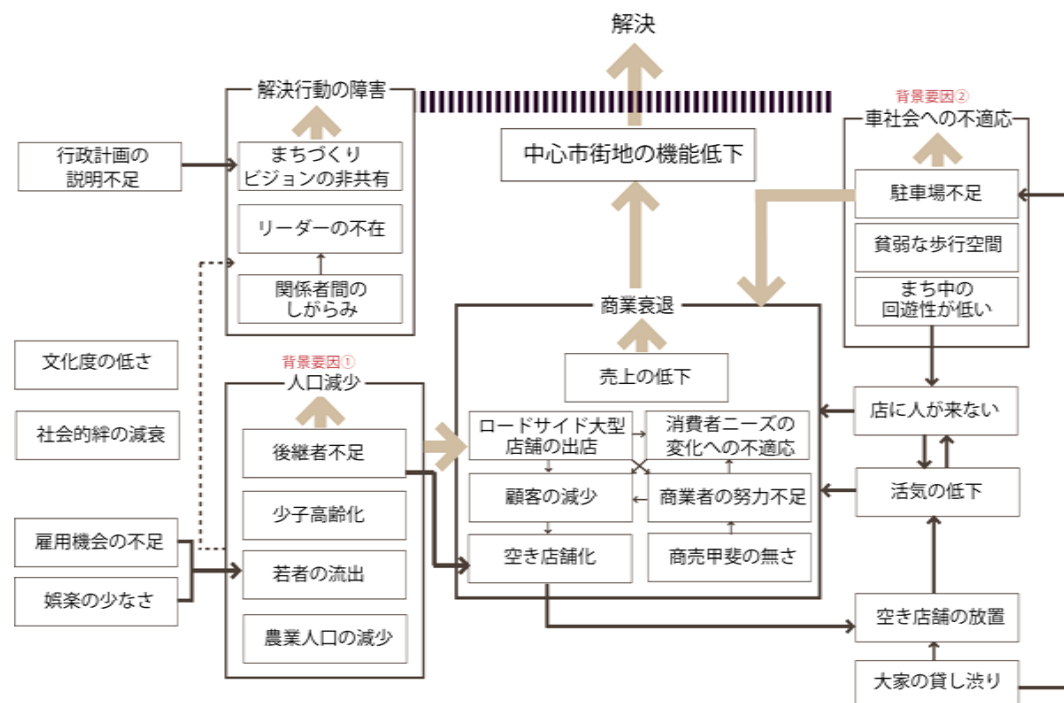 解決
解決行動の障害
まちづくり
ビジョンの非共有
リーダーの不在
関係者間の
しがらみ
行政計画の
説明不足
中心市街地の機能低下
背景要因②
車社会への不適応
駐車場不足
貧弱な歩行空間
まち中の
回遊性が低い
文化度の低さ
社会的絆の減衰
雇用機会の不足
娯楽の少なさ
背景要因①
人口減少
後継者不足
少子高齢化
若者の流出
農業人口の減少
商業衰退
売上の低下
ロードサイド大型
店舗の出店
消費者ニーズの
変化への不適応
顧客の減少
商業者の努力不足
空き店舗化
商売甲斐の無さ
店に人が来ない
活気の低下
空き店舗の放置
大家の貸し渋り